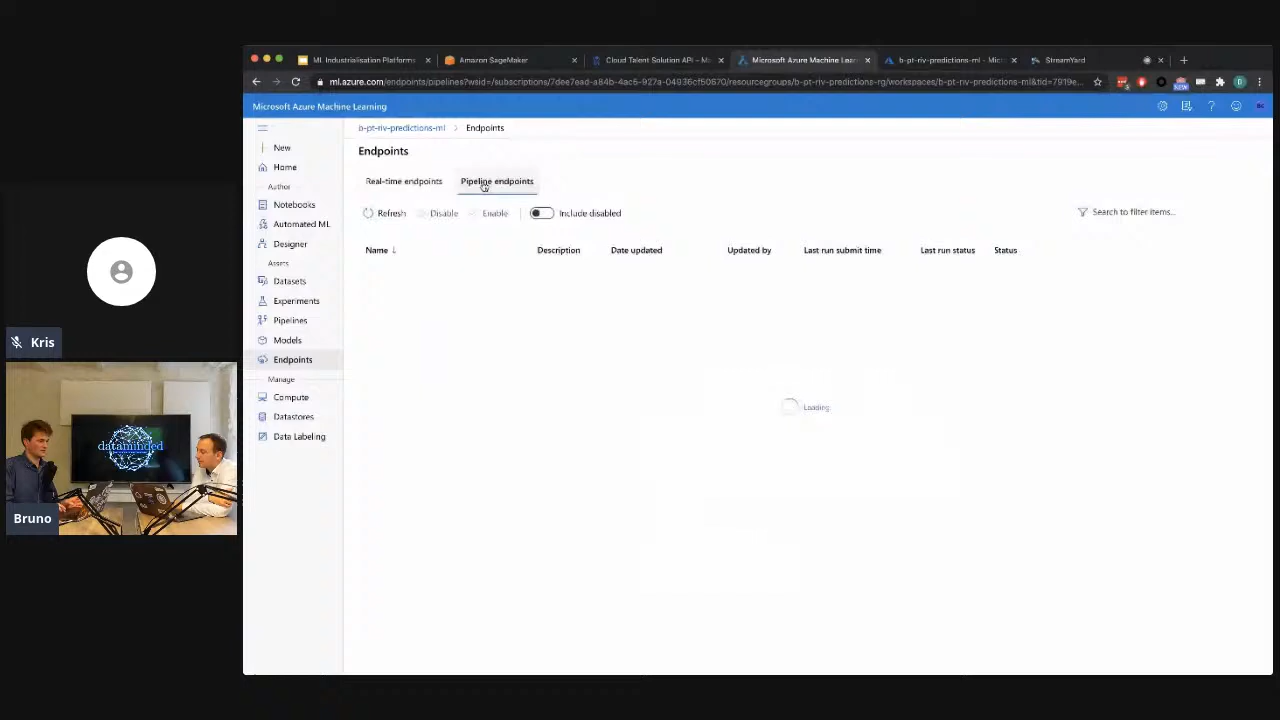 ML Industrialisation Platforms
Amazon SageMaker
Cloud Talent Solution API – Ma
Microsoft Azure Machine Lear
b-pt-riv-predictions-ml - Micr
StreamYard
Microsoft Azure Machine Learning
b-pt-riv-predictions-ml > Endpoints
New
Home
Author
Notebooks
Automated ML
Designer
Assets
Datasets
Experiments
Pipelines
Models
Endpoints
Manage
Compute
Datastores
Data Labeling
Endpoints
Real-time endpoints
Pipeline endpoints
Refresh
Disable
Enable
Include disabled
Search to filter items...
Name ↓
Description
Date updated
Updated by
Last run submit time
Last run status
Status
Loading
Kris
dataminded
Bruno